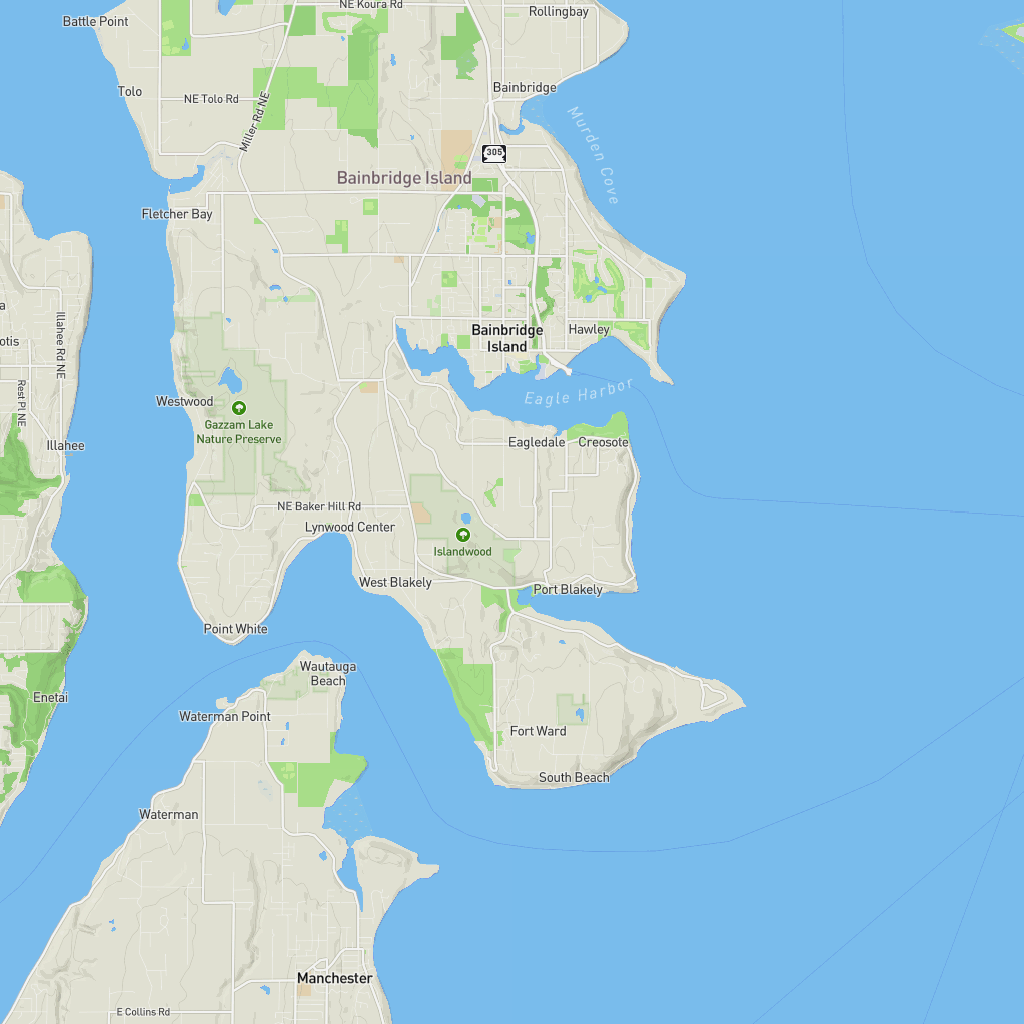 NE Koura Rd
Rollingbay
Battle Point
Bainbridge
Tolo
NE Tolo Rd
Miller Rd NE
Murden Cove
305
Bainbridge Island
Fletcher Bay
Illahee Rd NE
a
otis
Bainbridge
Island
Hawley
Rest Pl NE
Eagle Harbor
Westwood
Gazzam Lake
Nature Preserve
Illahee
Eagledale
Creosote
NE Baker Hill Rd
Lynwood Center
Islandwood
West Blakely
Port Blakely
Point White
Wautauga
Beach
Enetai
Waterman Point
Fort Ward
South Beach
Waterman
Manchester
E Collins Rd